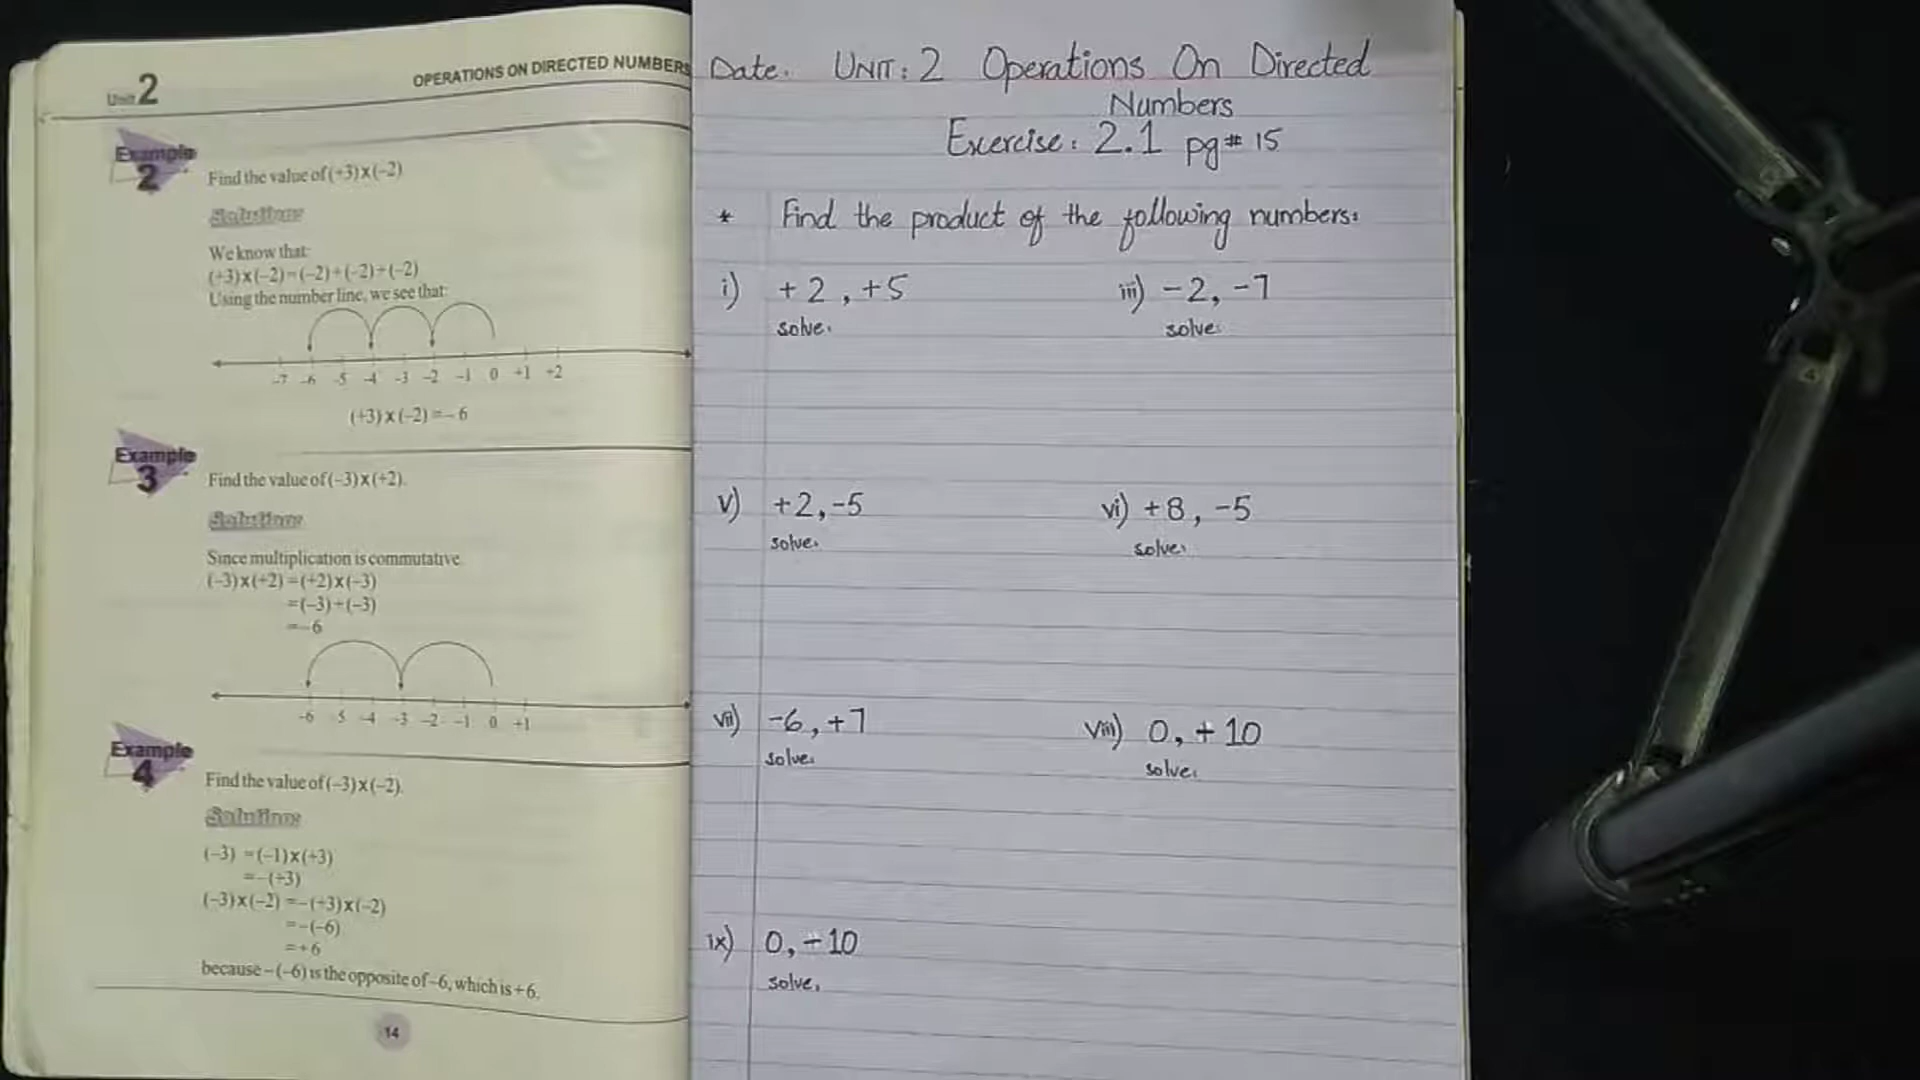 Unit 2
OPERATIONS ON DIRECTED NUMBERS
Example 2
Find the value of (+3)x(-2)
Solution:
We know that:
(+3)x(-2)=(-2)+(-2)+(-2)
Using the number line, we see that:
-7 -6 -5 -4 -3 -2 -1 0 +1 +2
(+3)x(-2)=-6
Example 3
Find the value of (-3)x(+2).
Solution:
Since multiplication is commutative
(-3)x(+2)=(+2)x(-3)
=(-3)+(-3)
=-6
-6 -5 -4 -3 -2 -1 0 +1
Example 4
Find the value of (-3)x(-2).
Solution:
(-3) =(-1)x(+3)
=-(+3)
(-3)x(-2) =-(+3)x(-2)
=-(-6)
=+6
because -(-6) is the opposite of -6, which is +6.
14
Date. UNIT: 2 Operations On Directed
Numbers
Exercise: 2.1 pg# 15
* Find the product of the following numbers:
i) +2, +5 iii) -2, -7
solve. solve.
v) +2, -5 vi) +8, -5
solve. solve.
vii) -6, +7 viii) 0, +10
solve. solve.
ix) 0, -10
solve.